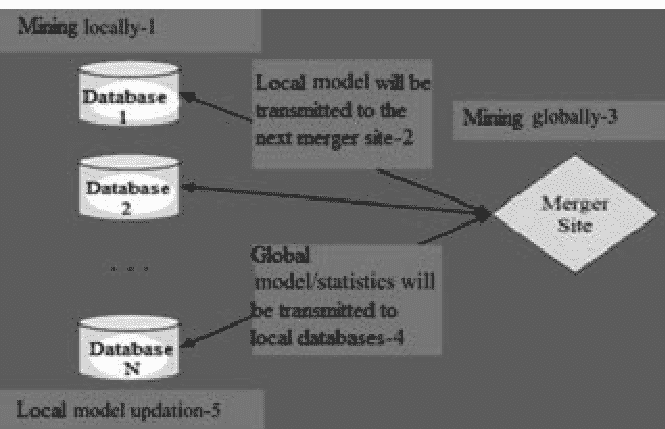 Mining locally-1
Database
1
Local model will be
transmitted to the
next merger site-2
Mining globally-3
Database
2
Merger
Site
. . . .
Global
model/statistics will
be transmitted to
local databases-4
Database
N
Local model updation-5